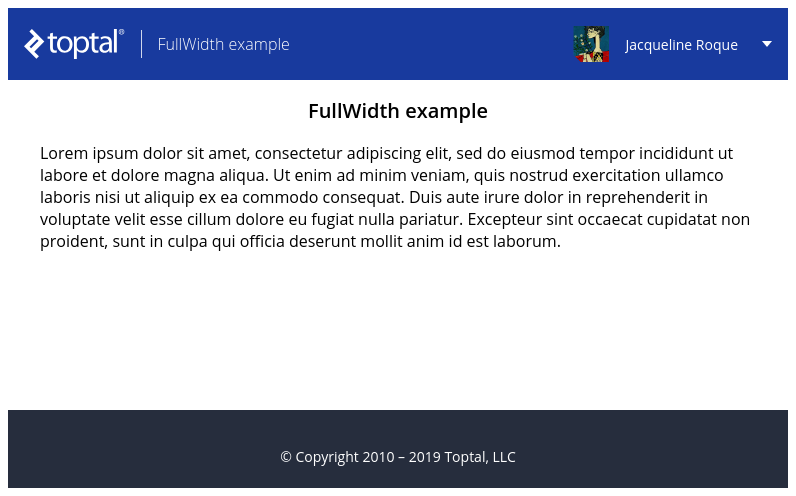 toptal® FullWidth example Jacqueline Roque
FullWidth example
Lorem ipsum dolor sit amet, consectetur adipiscing elit, sed do eiusmod tempor incididunt ut
labore et dolore magna aliqua. Ut enim ad minim veniam, quis nostrud exercitation ullamco
laboris nisi ut aliquip ex ea commodo consequat. Duis aute irure dolor in reprehenderit in
voluptate velit esse cillum dolore eu fugiat nulla pariatur. Excepteur sint occaecat cupidatat non
proident, sunt in culpa qui officia deserunt mollit anim id est laborum.
© Copyright 2010 – 2019 Toptal, LLC